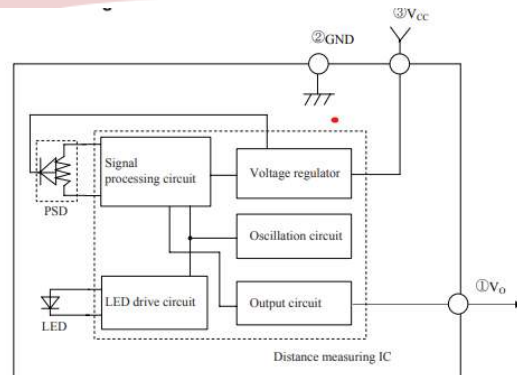 ③Vcc
②GND
Signal
processing circuit
Voltage regulator
PSD
Oscillation circuit
LED drive circuit
Output circuit
①Vo
LED
Distance measuring IC